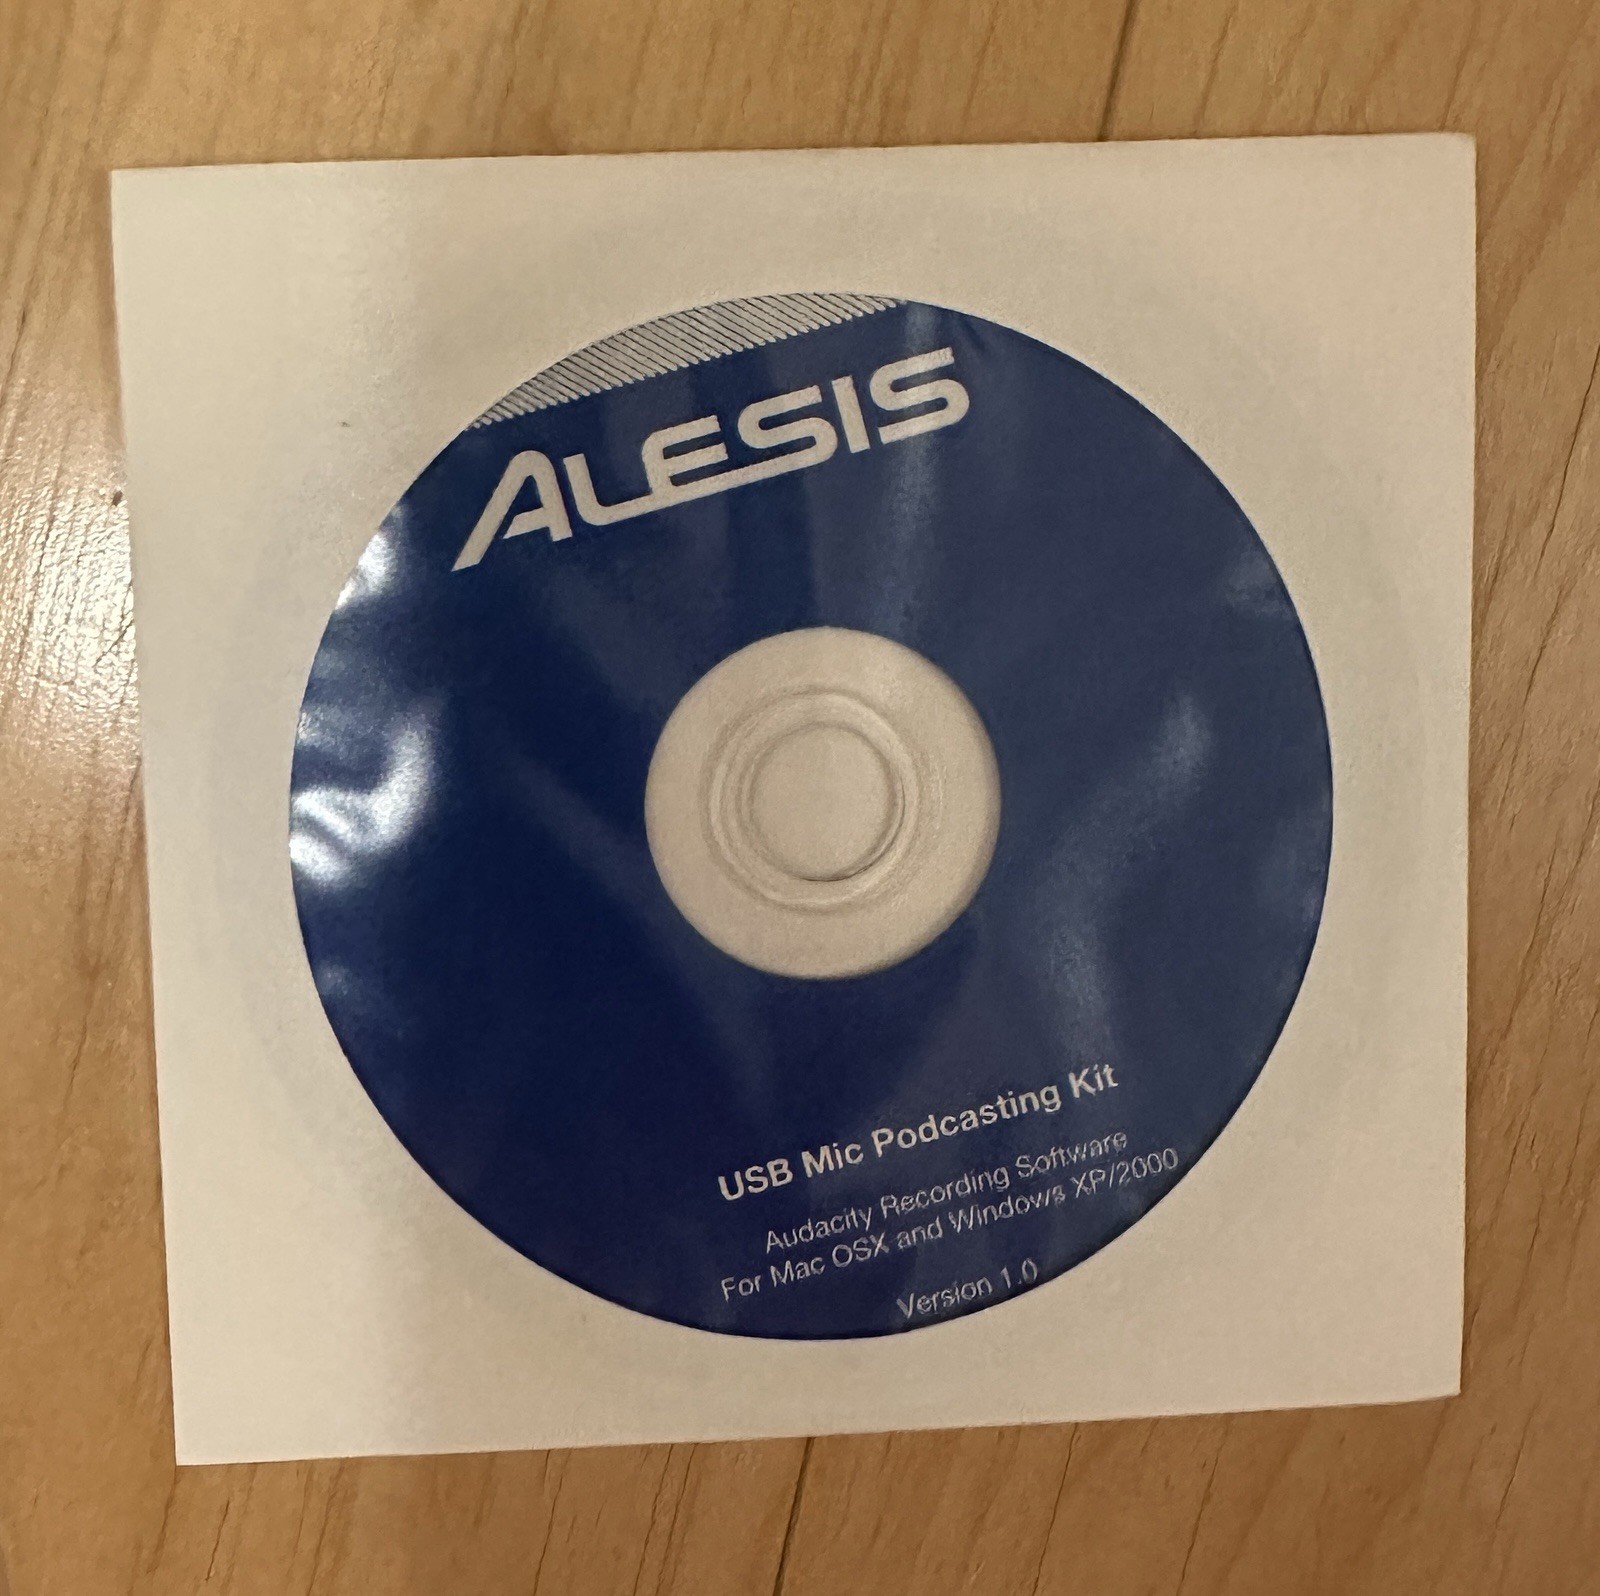 ALESIS
USB Mic Podcasting Kit
Audacity Recording Software
For Mac OSX and Windows XP/2000
Version 1.0